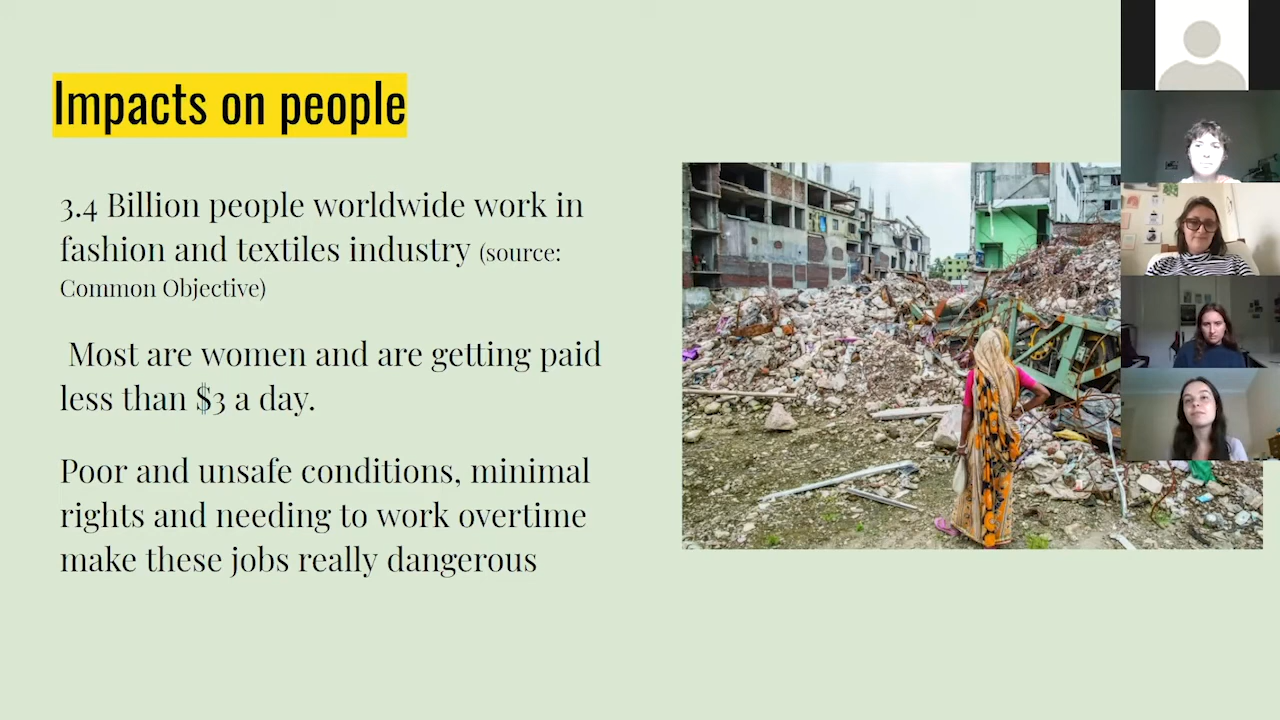 Impacts on people
3.4 Billion people worldwide work in
fashion and textiles industry (source:
Common Objective)
Most are women and are getting paid
less than $3 a day.
Poor and unsafe conditions, minimal
rights and needing to work overtime
make these jobs really dangerous